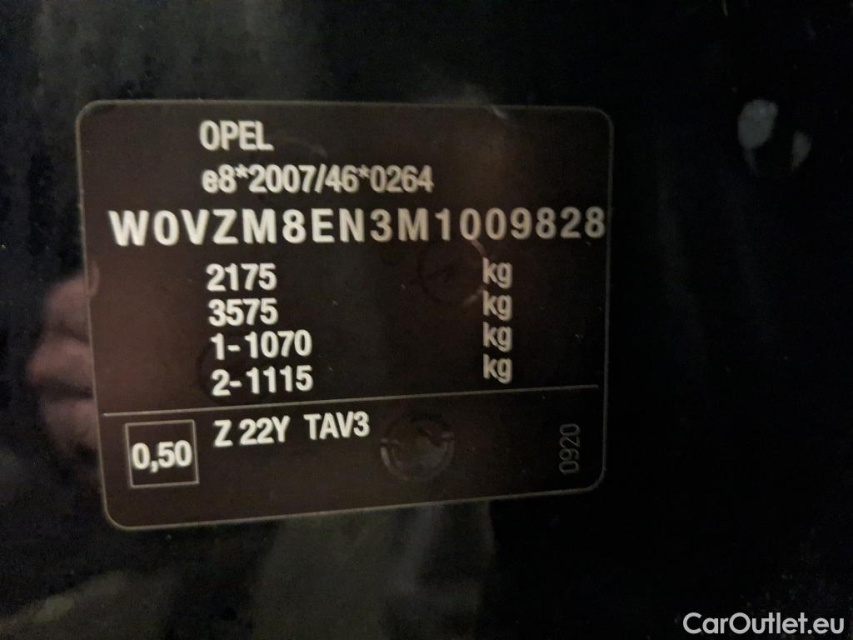 OPEL
e8*2007/46*0264
W0VZM8EN3M1009828
2175 kg
3575 kg
1-1070 kg
2-1115 kg
0,50 Z 22Y TAV3
0920
CarOutlet.eu